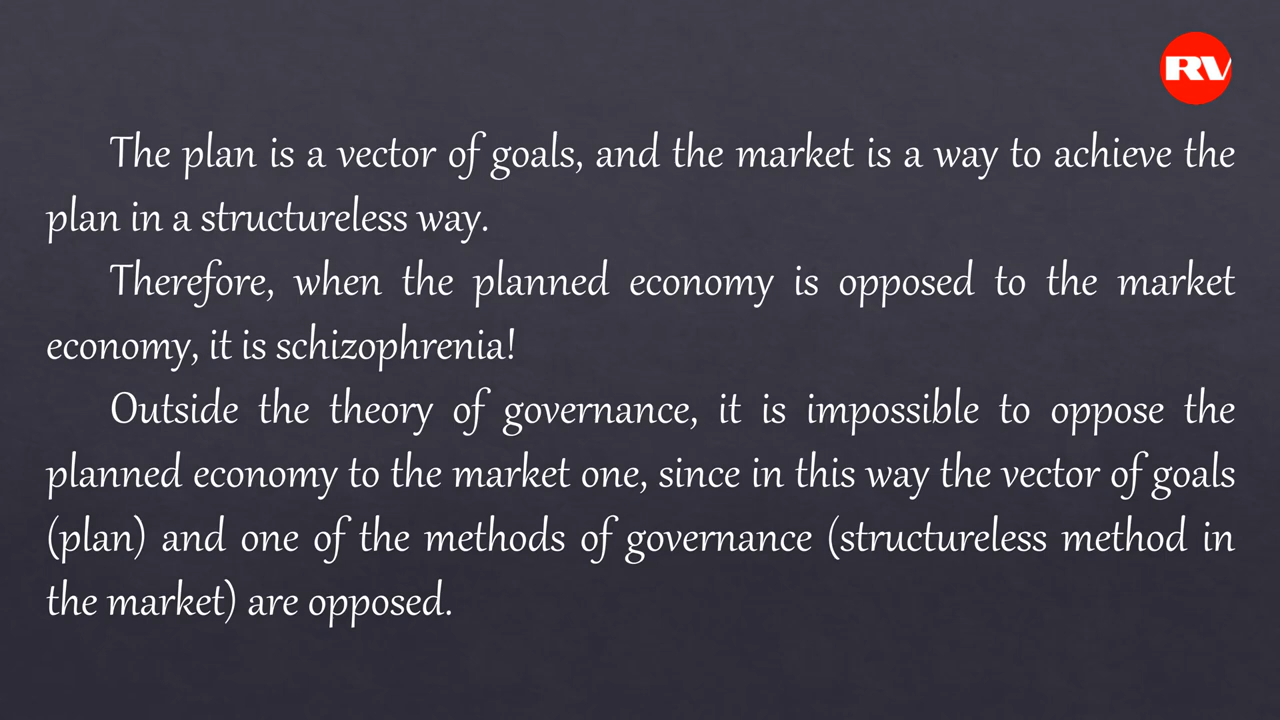 RV
The plan is a vector of goals, and the market is a way to achieve the
plan in a structureless way.
Therefore, when the planned economy is opposed to the market
economy, it is schizophrenia!
Outside the theory of governance, it is impossible to oppose the
planned economy to the market one, since in this way the vector of goals
(plan) and one of the methods of governance (structureless method in
the market) are opposed.